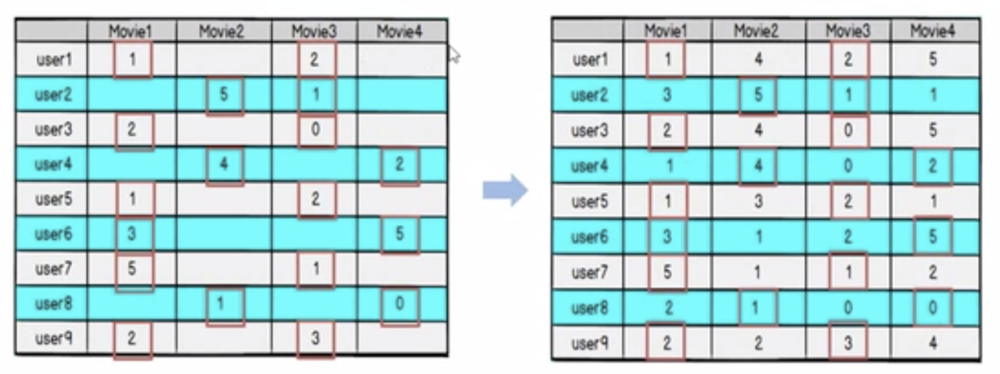 Movie1 Movie2 Movie3 Movie4
user1 1 2
user2 5 1
user3 2 0
user4 4 2
user5 1 2
user6 3 5
user7 5 1
user8 1 0
user9 2 3
Movie1 Movie2 Movie3 Movie4
user1 1 4 2 5
user2 3 5 1 1
user3 2 4 0 5
user4 1 4 0 2
user5 1 3 2 1
user6 3 1 2 5
user7 5 1 1 2
user8 2 1 0 0
user9 2 2 3 4